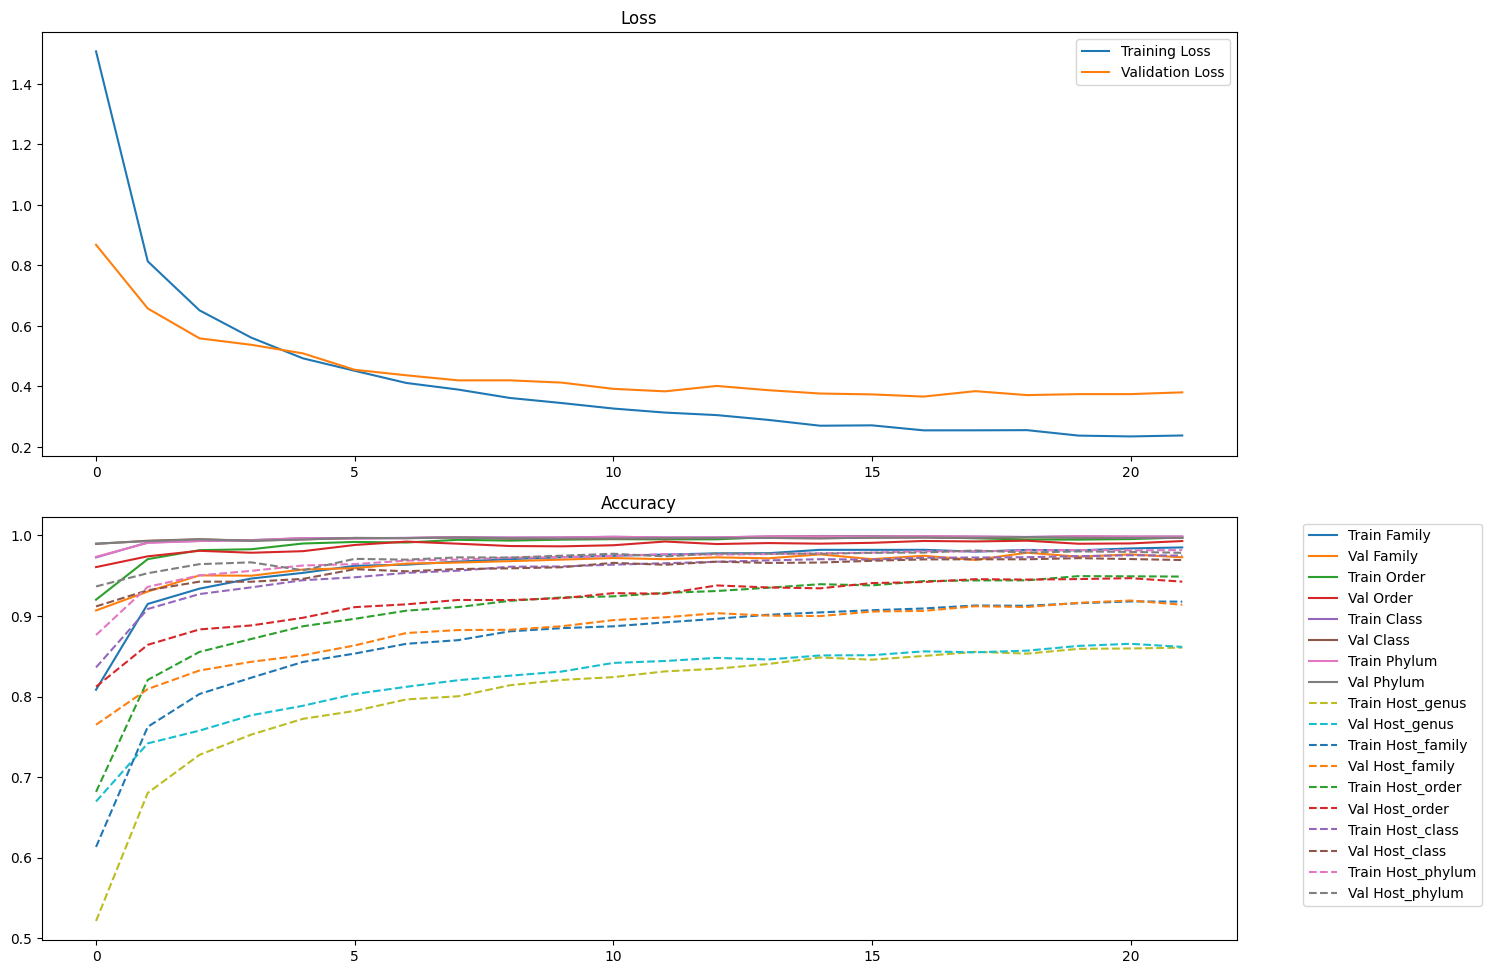 Loss
1.4
1.2
1.0
0.8
0.6
0.4
0.2
0
5
10
15
20
Training Loss
Validation Loss
Accuracy
1.0
0.9
0.8
0.7
0.6
0.5
0
5
10
15
20
Train Family
Val Family
Train Order
Val Order
Train Class
Val Class
Train Phylum
Val Phylum
Train Host_genus
Val Host_genus
Train Host_family
Val Host_family
Train Host_order
Val Host_order
Train Host_class
Val Host_class
Train Host_phylum
Val Host_phylum